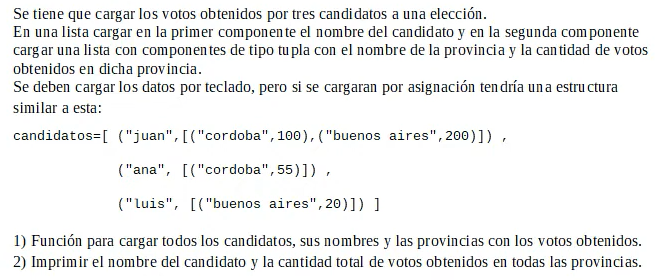 Se tiene que cargar los votos obtenidos por tres candidatos a una elección.
En una lista cargar en la primer componente el nombre del candidato y en la segunda componente
cargar una lista con componentes de tipo tupla con el nombre de la provincia y la cantidad de votos
obtenidos en dicha provincia.
Se deben cargar los datos por teclado, pero si se cargaran por asignación tendría una estructura
similar a esta:
candidatos=[ ("juan",[("cordoba",100),("buenos aires",200)]) ,
("ana", [("cordoba",55)]) ,
("luis", [("buenos aires",20)]) ]
1) Función para cargar todos los candidatos, sus nombres y las provincias con los votos obtenidos.
2) Imprimir el nombre del candidato y la cantidad total de votos obtenidos en todas las provincias.